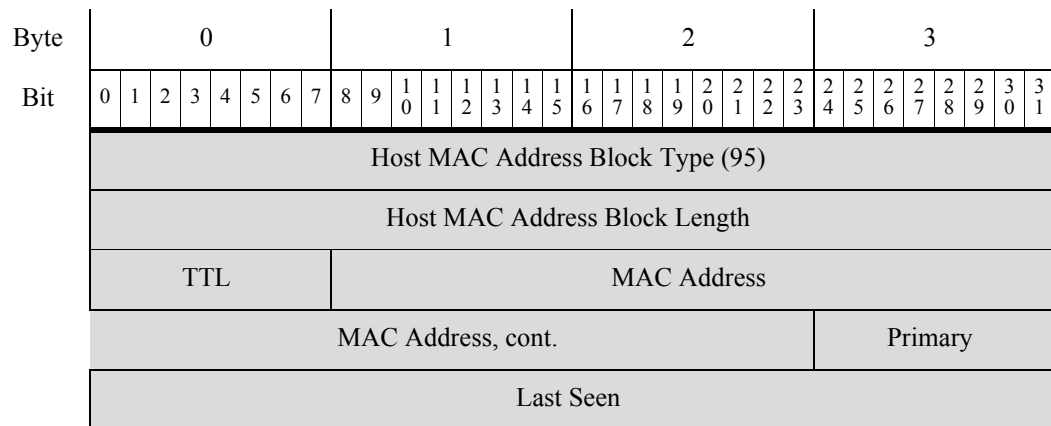 Byte 0 1 2 3
Bit 0 1 2 3 4 5 6 7 8 9 10 11 12 13 14 15 16 17 18 19 20 21 22 23 24 25 26 27 28 29 30 31
Host MAC Address Block Type (95)
Host MAC Address Block Length
TTL MAC Address
MAC Address, cont. Primary
Last Seen